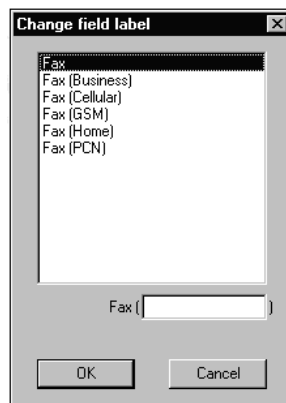 Change field label
Fax
Fax (Business)
Fax (Cellular)
Fax (GSM)
Fax (Home)
Fax (PCN)
Fax ( )
OK Cancel